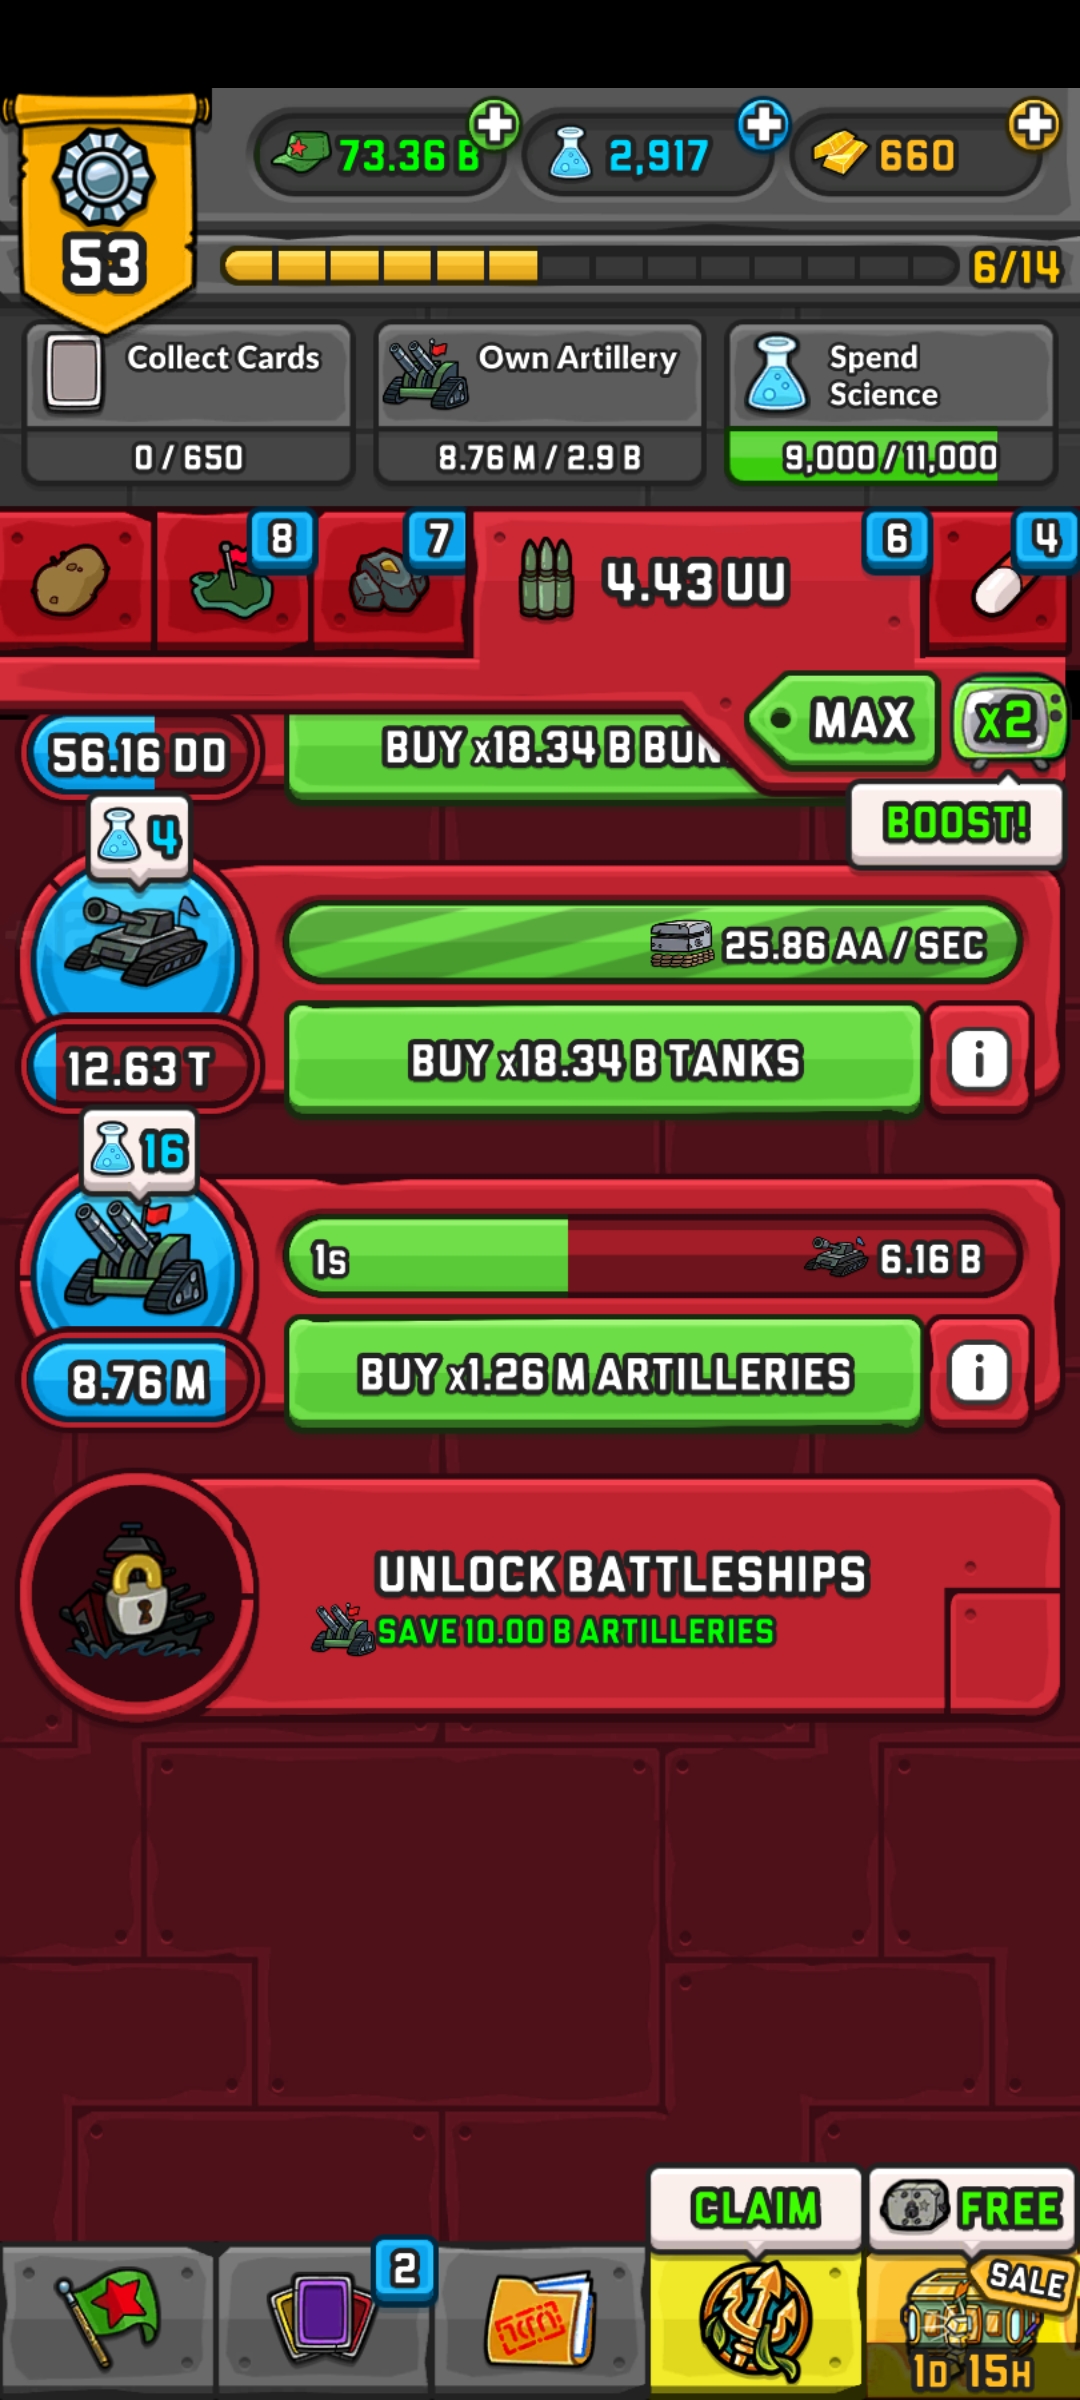 73.36 B
2,917
660
53
6/14
Collect Cards
0 / 650
Own Artillery
8.76 M / 2.9 B
Spend
Science
9,000 / 11,000
8
7
4.43 UU
6
4
MAX
x2
BOOST!
56.16 DD
BUY x18.34 B BUN
4
25.86 AA / SEC
12.63 T
BUY x18.34 B TANKS
i
16
1s
6.16 B
8.76 M
BUY x1.26 M ARTILLERIES
i
UNLOCK BATTLESHIPS
SAVE 10.00 B ARTILLERIES
CLAIM
FREE
2
SALE
1D 15H